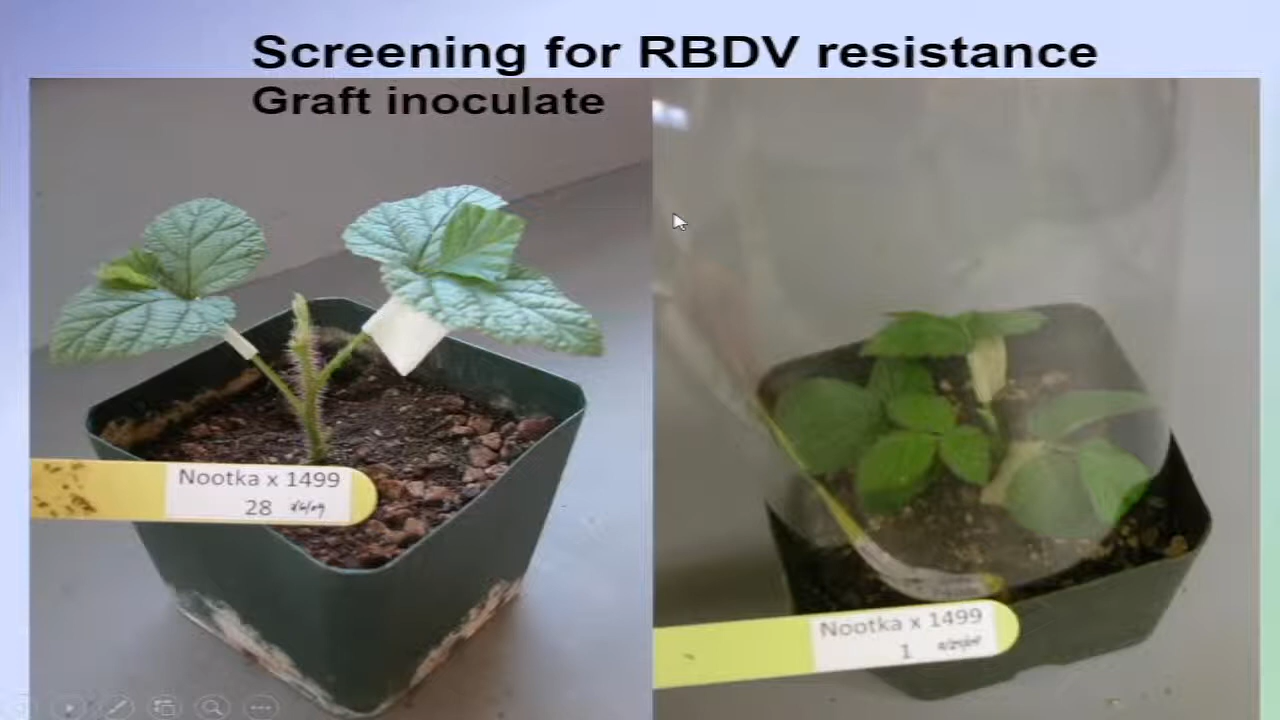 Screening for RBDV resistance
Graft inoculate
Nootka x 1499
28
Nootka x 1499
1